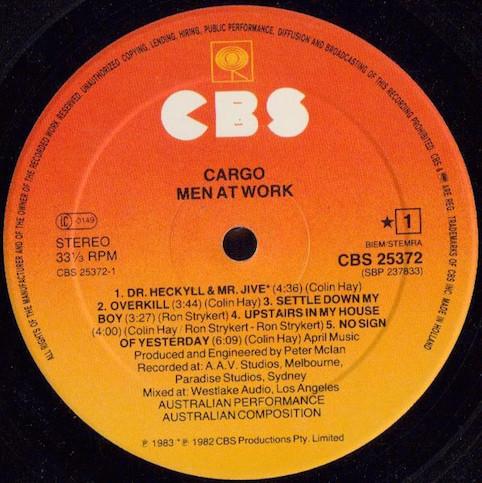 ALL RIGHTS OF THE MANUFACTURER AND OF THE OWNER OF THE RECORDED WORK RESERVED. UNAUTHORIZED COPYING, LENDING, HIRING, PUBLIC PERFORMANCE, DIFFUSION AND BROADCASTING OF THIS RECORDING PROHIBITED. CBS & ARE REG. TRADEMARKS OF CBS INC. MADE IN HOLLAND
CBS
CARGO
MEN AT WORK
LC 0149
★ 1
STEREO
BIEM/STEMRA
33⅓ RPM
CBS 25372
CBS 25372-1
(SBP 237833)
1. DR. HECKYLL & MR. JIVE* (4:36) (Colin Hay)
2. OVERKILL (3:44) (Colin Hay) 3. SETTLE DOWN MY
BOY (3:27) (Ron Strykert) 4. UPSTAIRS IN MY HOUSE
(4:00) (Colin Hay / Ron Strykert - Ron Strykert) 5. NO SIGN
OF YESTERDAY (6:09) (Colin Hay) April Music
Produced and Engineered by Peter McIan
Recorded at: A.A.V. Studios, Melbourne,
Paradise Studios, Sydney
Mixed at: Westlake Audio, Los Angeles
AUSTRALIAN PERFORMANCE
AUSTRALIAN COMPOSITION
℗ 1983 *℗ 1982 CBS Productions Pty. Limited